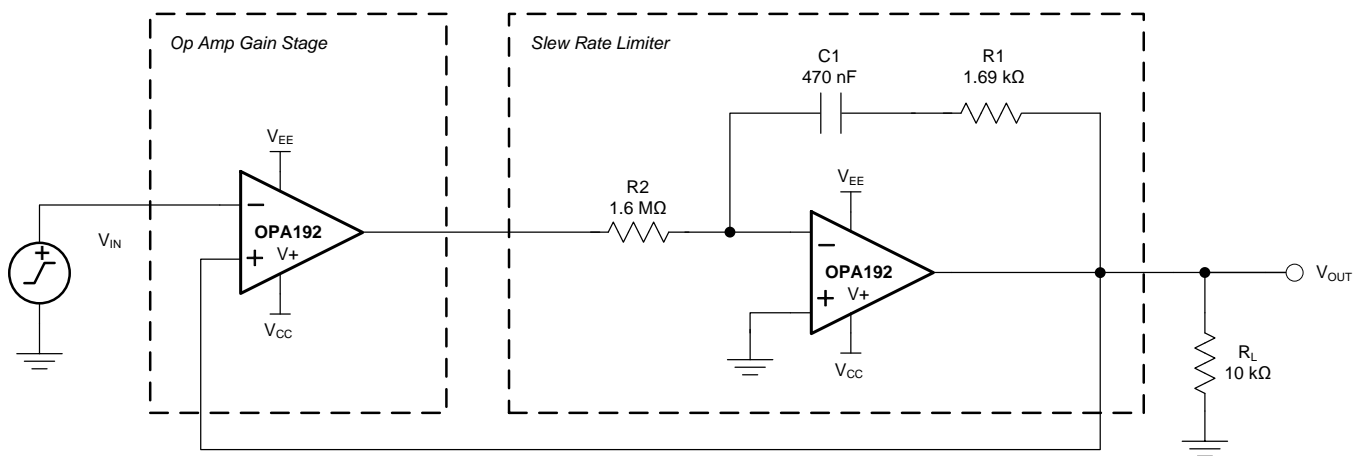 Op Amp Gain Stage
Slew Rate Limiter
C1
470 nF
R1
1.69 kΩ
VEE
−
OPA192
+
V+
VCC
VIN
+
R2
1.6 MΩ
VEE
−
OPA192
+
V+
VCC
VOUT
RL
10 kΩ